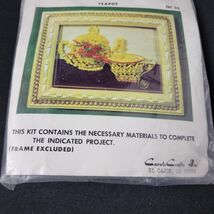 TEAPOT
THIS KIT CONTAINS THE NECESSARY MATERIALS TO COMPLETE
THE INDICATED PROJECT.
(FRAME EXCLUDED)
EL CAJON, CA